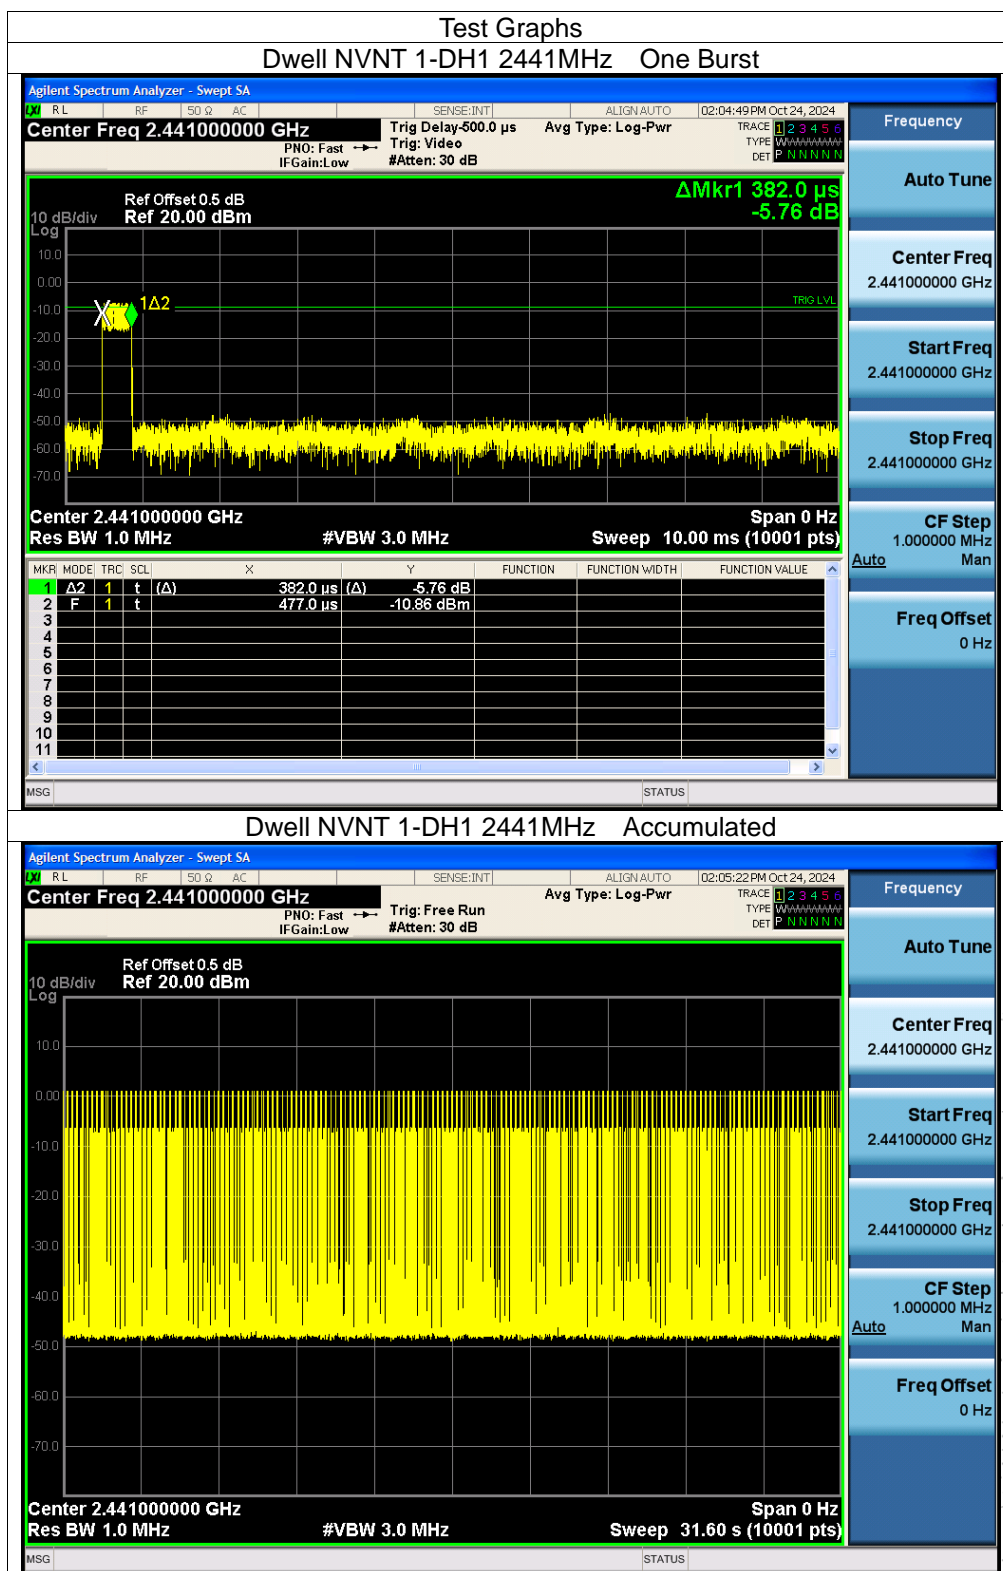 Test Graphs
Dwell NVNT 1-DH1 2441MHz One Burst
Agilent Spectrum Analyzer - Swept SA
LXI RL RF 50 Ω AC SENSE:INT ALIGNAUTO 02:04:49 PM Oct 24, 2024
Center Freq 2.441000000 GHz Trig Delay-500.0 µs Avg Type: Log-Pwr TRACE 1 2 3 4 5 6
PNO: Fast Trig: Video TYPE
IFGain:Low #Atten: 30 dB DET P N N N N N
Frequency
Auto Tune
Center Freq
2.441000000 GHz
Start Freq
2.441000000 GHz
Stop Freq
2.441000000 GHz
CF Step
1.000000 MHz
Auto Man
Freq Offset
0 Hz
ΔMkr1 382.0 µs
-5.76 dB
Ref Offset 0.5 dB
10 dB/div Ref 20.00 dBm
Log
10.0
0.00
-10.0
-20.0
-30.0
-40.0
-50.0
-60.0
-70.0
1Δ2
TRIG LVL
Center 2.441000000 GHz Span 0 Hz
Res BW 1.0 MHz #VBW 3.0 MHz Sweep 10.00 ms (10001 pts)
MKR MODE TRC SCL X Y FUNCTION FUNCTION WIDTH FUNCTION VALUE
1 Δ2 1 t (Δ) 382.0 µs (Δ) -5.76 dB
2 F 1 t 477.0 µs -10.86 dBm
3
4
5
6
7
8
9
10
11
MSG STATUS
Dwell NVNT 1-DH1 2441MHz Accumulated
Agilent Spectrum Analyzer - Swept SA
LXI RL RF 50 Ω AC SENSE:INT ALIGNAUTO 02:05:22 PM Oct 24, 2024
Center Freq 2.441000000 GHz Avg Type: Log-Pwr TRACE 1 2 3 4 5 6
PNO: Fast Trig: Free Run TYPE
IFGain:Low #Atten: 30 dB DET P N N N N N
Frequency
Auto Tune
Center Freq
2.441000000 GHz
Start Freq
2.441000000 GHz
Stop Freq
2.441000000 GHz
CF Step
1.000000 MHz
Auto Man
Freq Offset
0 Hz
Ref Offset 0.5 dB
10 dB/div Ref 20.00 dBm
Log
10.0
0.00
-10.0
-20.0
-30.0
-40.0
-50.0
-60.0
-70.0
Center 2.441000000 GHz Span 0 Hz
Res BW 1.0 MHz #VBW 3.0 MHz Sweep 31.60 s (10001 pts)
MSG STATUS